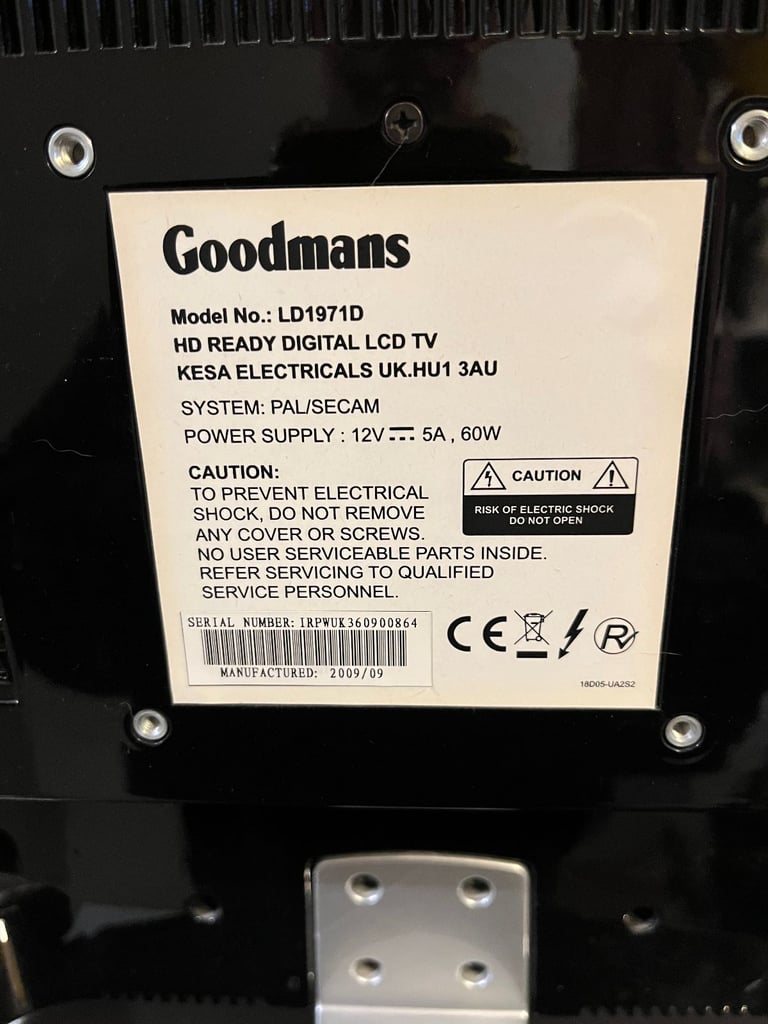 Goodmans
Model No.: LD1971D
HD READY DIGITAL LCD TV
KESA ELECTRICALS UK.HU1 3AU
SYSTEM: PAL/SECAM
POWER SUPPLY : 12V⎓ 5A , 60W
CAUTION:
TO PREVENT ELECTRICAL
SHOCK, DO NOT REMOVE
ANY COVER OR SCREWS.
NO USER SERVICEABLE PARTS INSIDE.
REFER SERVICING TO QUALIFIED
SERVICE PERSONNEL.
CAUTION
RISK OF ELECTRIC SHOCK
DO NOT OPEN
SERIAL NUMBER: IRPWUK360900864
MANUFACTURED: 2009/09
CE
R
18D05-UA2S2